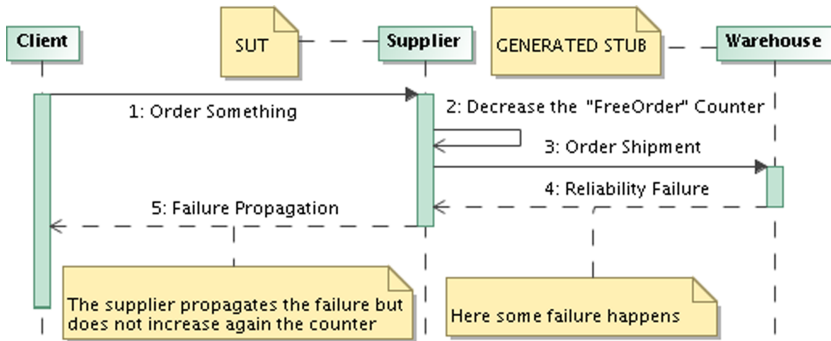 Client
SUT
Supplier
GENERATED STUB
Warehouse
1: Order Something
2: Decrease the "FreeOrder" Counter
3: Order Shipment
4: Reliability Failure
5: Failure Propagation
The supplier propagates the failure but
does not increase again the counter
Here some failure happens